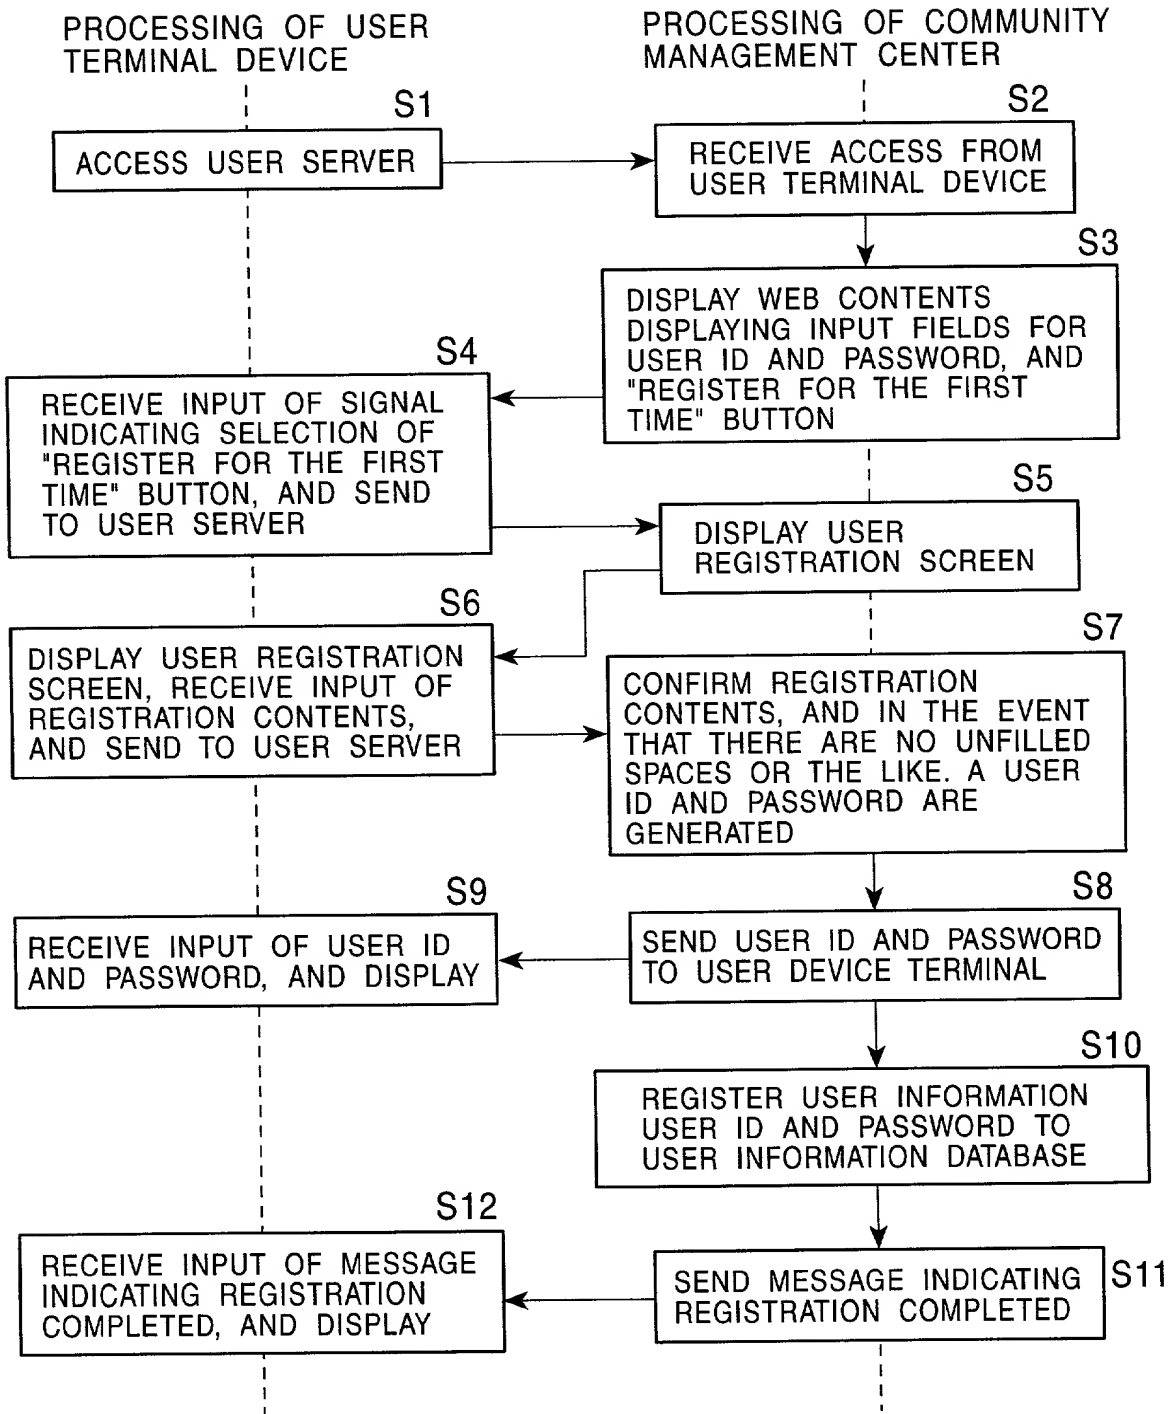 PROCESSING OF USER
TERMINAL DEVICE
PROCESSING OF COMMUNITY
MANAGEMENT CENTER
S1
ACCESS USER SERVER
S2
RECEIVE ACCESS FROM
USER TERMINAL DEVICE
S3
DISPLAY WEB CONTENTS
DISPLAYING INPUT FIELDS FOR
USER ID AND PASSWORD, AND
"REGISTER FOR THE FIRST
TIME" BUTTON
S4
RECEIVE INPUT OF SIGNAL
INDICATING SELECTION OF
"REGISTER FOR THE FIRST
TIME" BUTTON, AND SEND
TO USER SERVER
S5
DISPLAY USER
REGISTRATION SCREEN
S6
DISPLAY USER REGISTRATION
SCREEN, RECEIVE INPUT OF
REGISTRATION CONTENTS,
AND SEND TO USER SERVER
S7
CONFIRM REGISTRATION
CONTENTS, AND IN THE EVENT
THAT THERE ARE NO UNFILLED
SPACES OR THE LIKE. A USER
ID AND PASSWORD ARE
GENERATED
S8
SEND USER ID AND PASSWORD
TO USER DEVICE TERMINAL
S9
RECEIVE INPUT OF USER ID
AND PASSWORD, AND DISPLAY
S10
REGISTER USER INFORMATION
USER ID AND PASSWORD TO
USER INFORMATION DATABASE
S11
SEND MESSAGE INDICATING
REGISTRATION COMPLETED
S12
RECEIVE INPUT OF MESSAGE
INDICATING REGISTRATION
COMPLETED, AND DISPLAY